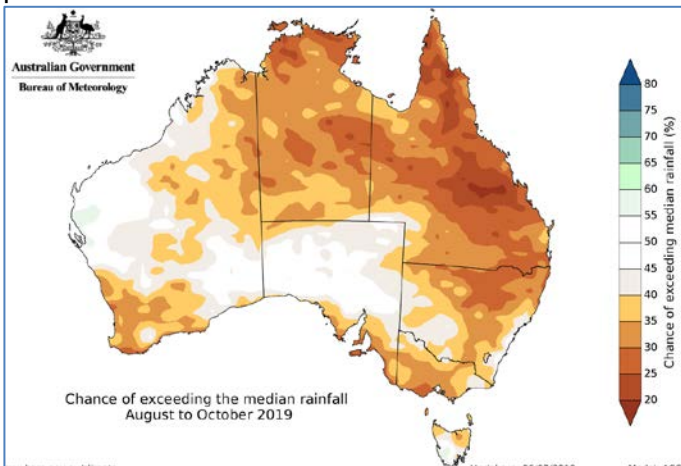 Australian Government
Bureau of Meteorology
80
75
70
65
60
55
50
45
40
35
30
25
20
Chance of exceeding median rainfall (%)
Chance of exceeding the median rainfall
August to October 2019